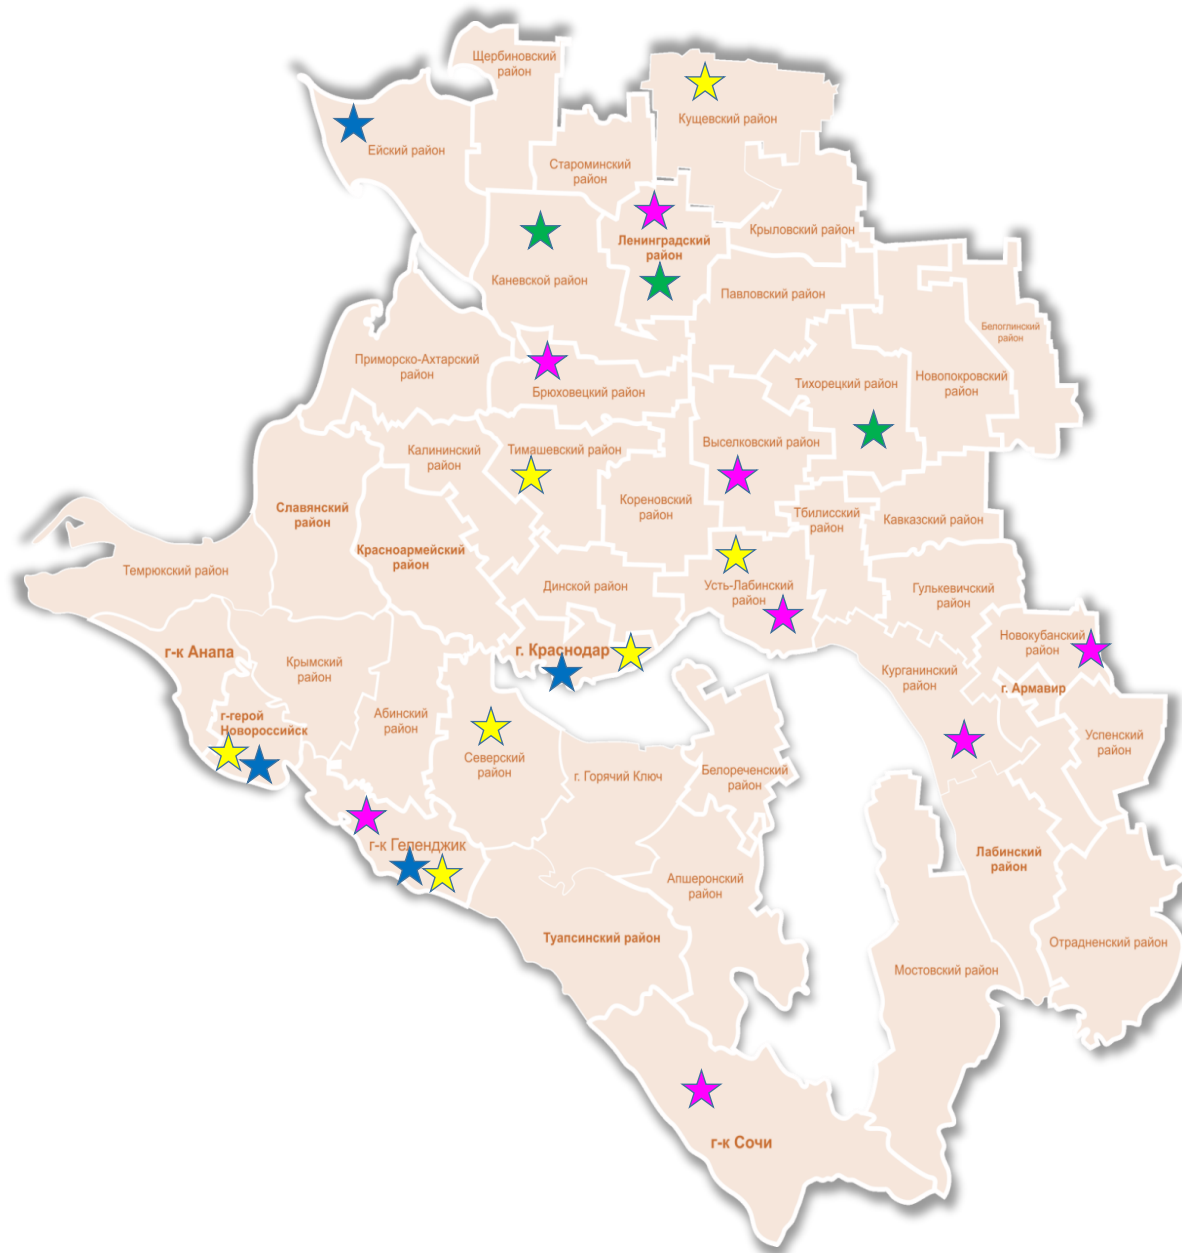 Щербиновский
район
Кущевский район
Ейский район
Староминский
район
Крыловский район
Ленинградский
район
Каневской район
Павловский район
Белоглинский
район
Приморско-Ахтарский
район
Брюховецкий район
Тихорецкий район
Новопокровский
район
Калининский
район
Тимашевский район
Выселковский район
Славянский
район
Кореновский
район
Тбилисский
район
Кавказский район
Красноармейский
район
Темрюкский район
Динской район
Усть-Лабинский
район
Гулькевичский
район
г-к Анапа
Крымский
район
г. Краснодар
Новокубанский
район
Курганинский
район
г. Армавир
г-герой
Новороссийск
Абинский
район
Северский
район
г. Горячий Ключ
Белореченский
район
Успенский
район
г-к Геленджик
Апшеронский
район
Лабинский
район
Туапсинский район
Отрадненский район
Мостовский район
г-к Сочи